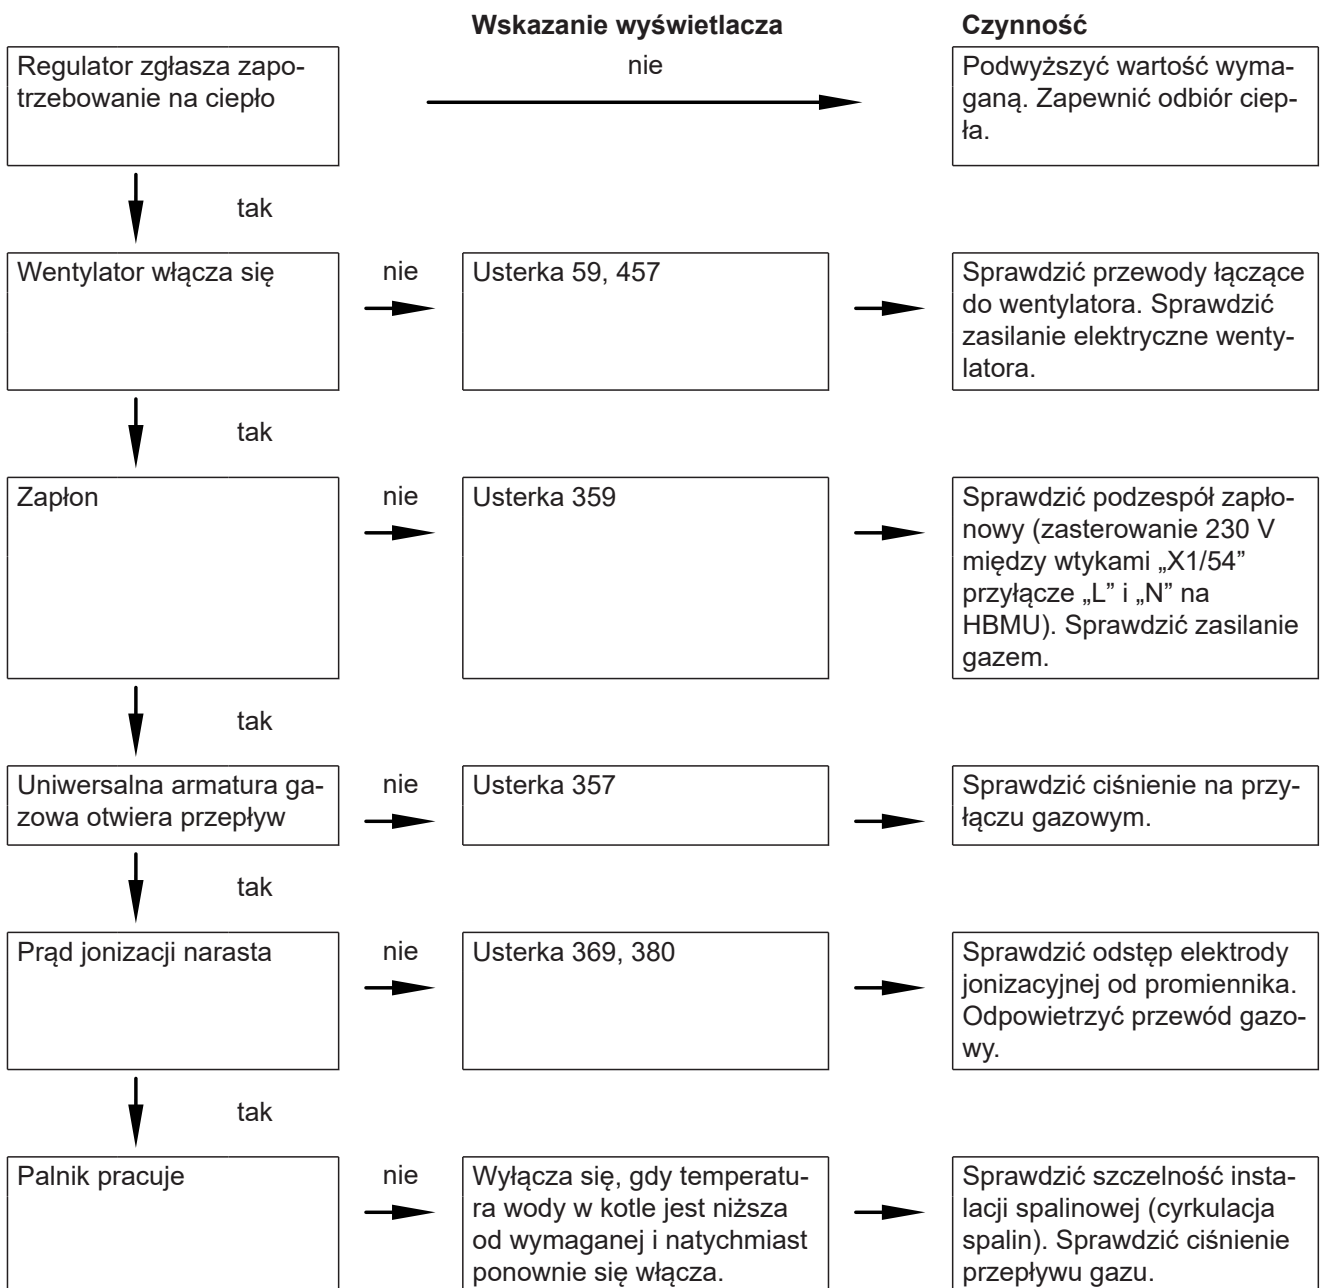 Wskazanie wyświetlacza
Czynność
Regulator zgłasza zapo-
trzebowanie na ciepło
nie
Podwyższyć wartość wyma-
ganą. Zapewnić odbiór ciep-
ła.
tak
Wentylator włącza się
nie
Usterka 59, 457
Sprawdzić przewody łączące
do wentylatora. Sprawdzić
zasilanie elektryczne wenty-
latora.
tak
Zapłon
nie
Usterka 359
Sprawdzić podzespół zapło-
nowy (zasterowanie 230 V
między wtykami „X1/54”
przyłącze „L” i „N” na
HBMU). Sprawdzić zasilanie
gazem.
tak
Uniwersalna armatura ga-
zowa otwiera przepływ
nie
Usterka 357
Sprawdzić ciśnienie na przy-
łączu gazowym.
tak
Prąd jonizacji narasta
nie
Usterka 369, 380
Sprawdzić odstęp elektrody
jonizacyjnej od promiennika.
Odpowietrzyć przewód gazo-
wy.
tak
Palnik pracuje
nie
Wyłącza się, gdy temperatu-
ra wody w kotle jest niższa
od wymaganej i natychmiast
ponownie się włącza.
Sprawdzić szczelność insta-
lacji spalinowej (cyrkulacja
spalin). Sprawdzić ciśnienie
przepływu gazu.